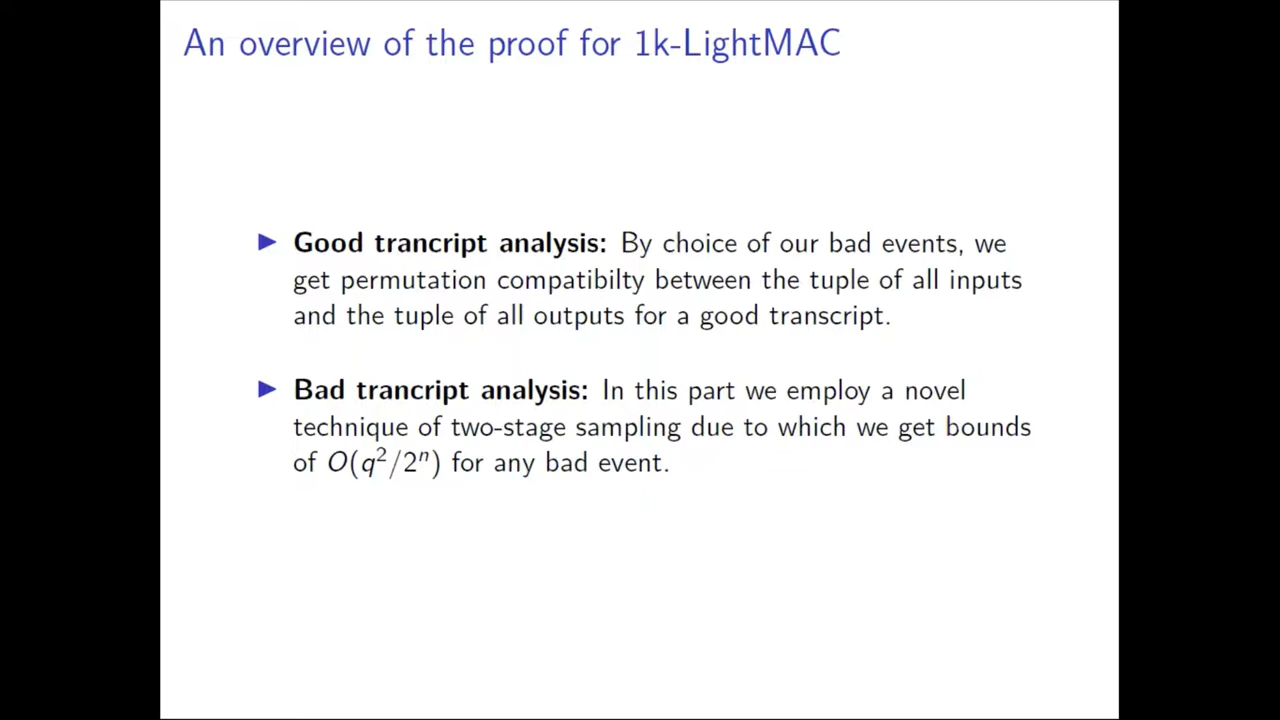 An overview of the proof for 1k-LightMAC
▶ Good trancript analysis: By choice of our bad events, we
get permutation compatibilty between the tuple of all inputs
and the tuple of all outputs for a good transcript.
▶ Bad trancript analysis: In this part we employ a novel
technique of two-stage sampling due to which we get bounds
of O(q²/2ⁿ) for any bad event.